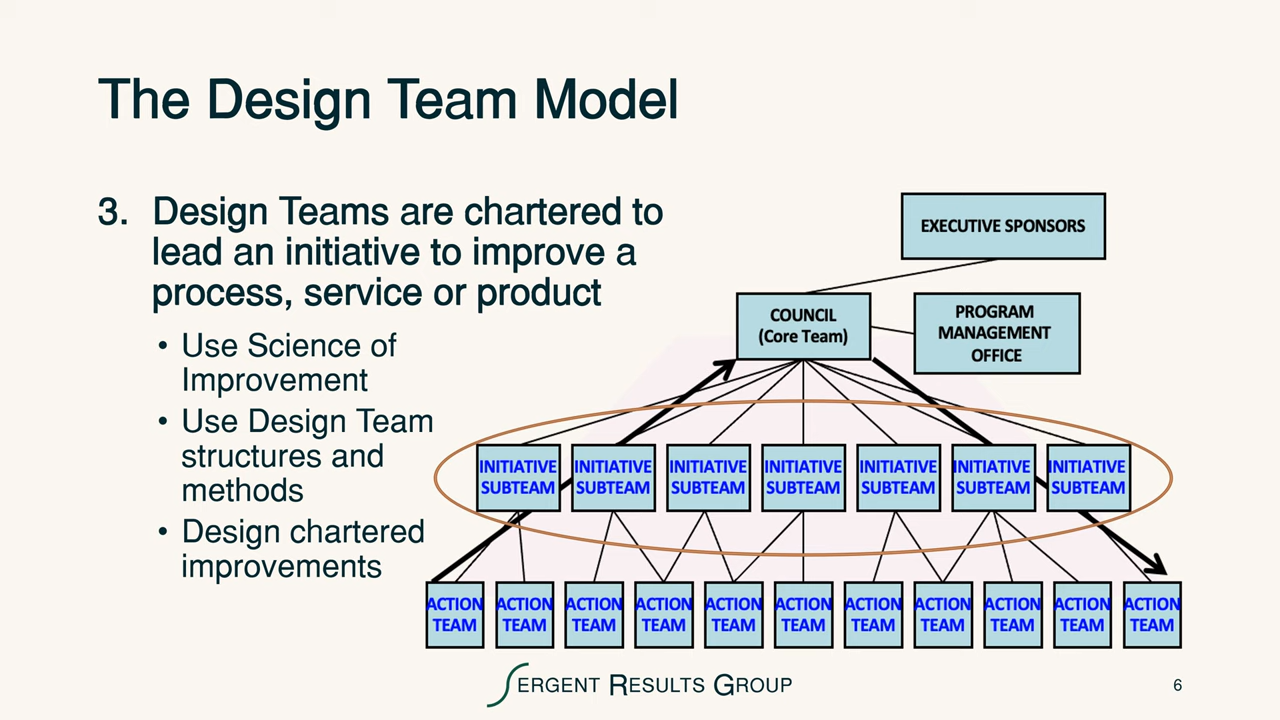 The Design Team Model
3. Design Teams are chartered to
lead an initiative to improve a
process, service or product
• Use Science of
Improvement
• Use Design Team
structures and
methods
• Design chartered
improvements
EXECUTIVE SPONSORS
COUNCIL
(Core Team)
PROGRAM
MANAGEMENT
OFFICE
INITIATIVE
SUBTEAM
INITIATIVE
SUBTEAM
INITIATIVE
SUBTEAM
INITIATIVE
SUBTEAM
INITIATIVE
SUBTEAM
INITIATIVE
SUBTEAM
INITIATIVE
SUBTEAM
ACTION
TEAM
ACTION
TEAM
ACTION
TEAM
ACTION
TEAM
ACTION
TEAM
ACTION
TEAM
ACTION
TEAM
ACTION
TEAM
ACTION
TEAM
ACTION
TEAM
ACTION
TEAM
SERGENT RESULTS GROUP
6